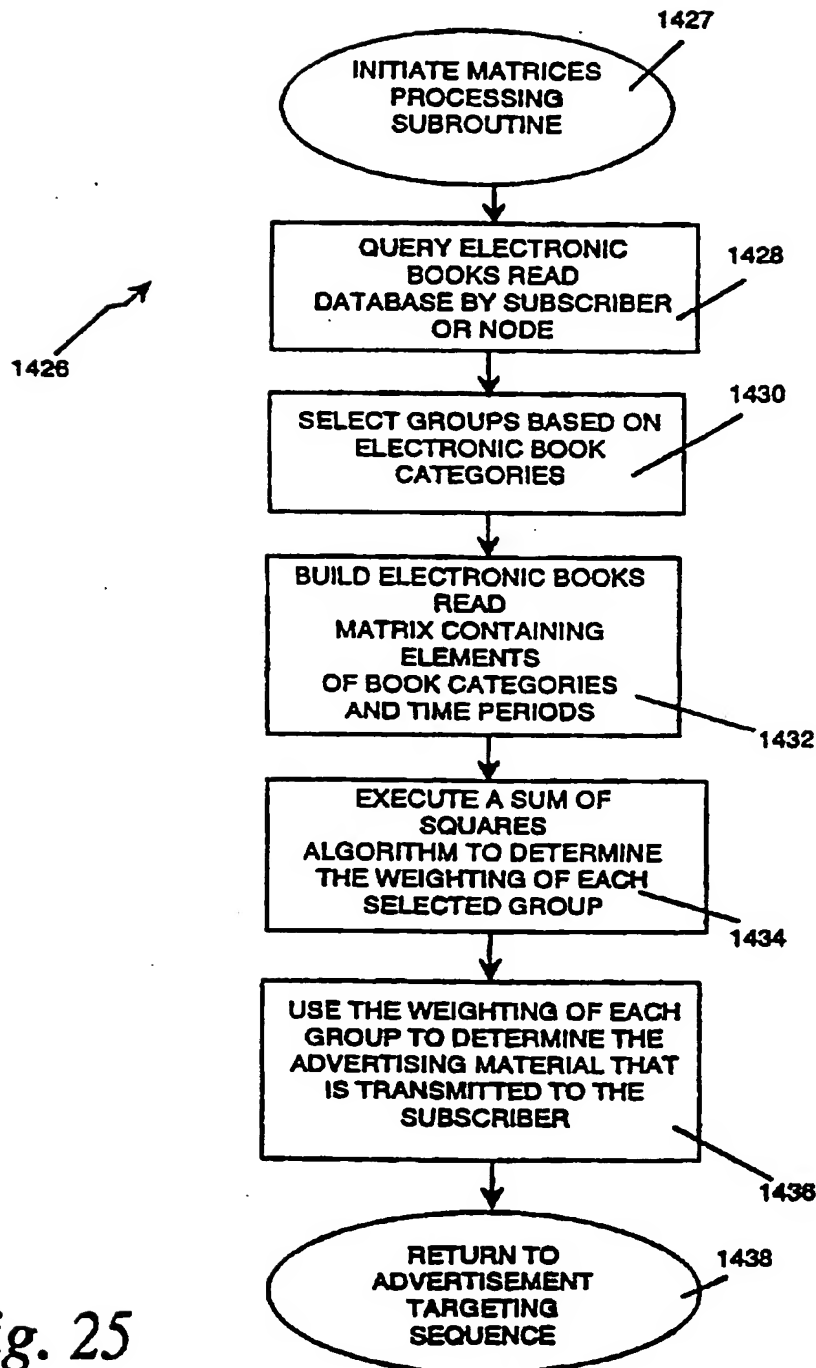 1427
INITIATE MATRICES
PROCESSING
SUBROUTINE
QUERY ELECTRONIC
BOOKS READ
DATABASE BY SUBSCRIBER
OR NODE
1428
1426
1430
SELECT GROUPS BASED ON
ELECTRONIC BOOK
CATEGORIES
BUILD ELECTRONIC BOOKS
READ
MATRIX CONTAINING
ELEMENTS
OF BOOK CATEGORIES
AND TIME PERIODS
1432
EXECUTE A SUM OF
SQUARES
ALGORITHM TO DETERMINE
THE WEIGHTING OF EACH
SELECTED GROUP
1434
USE THE WEIGHTING OF EACH
GROUP TO DETERMINE THE
ADVERTISING MATERIAL THAT
IS TRANSMITTED TO THE
SUBSCRIBER
1436
RETURN TO
ADVERTISEMENT
TARGETING
SEQUENCE
1438
ig. 25